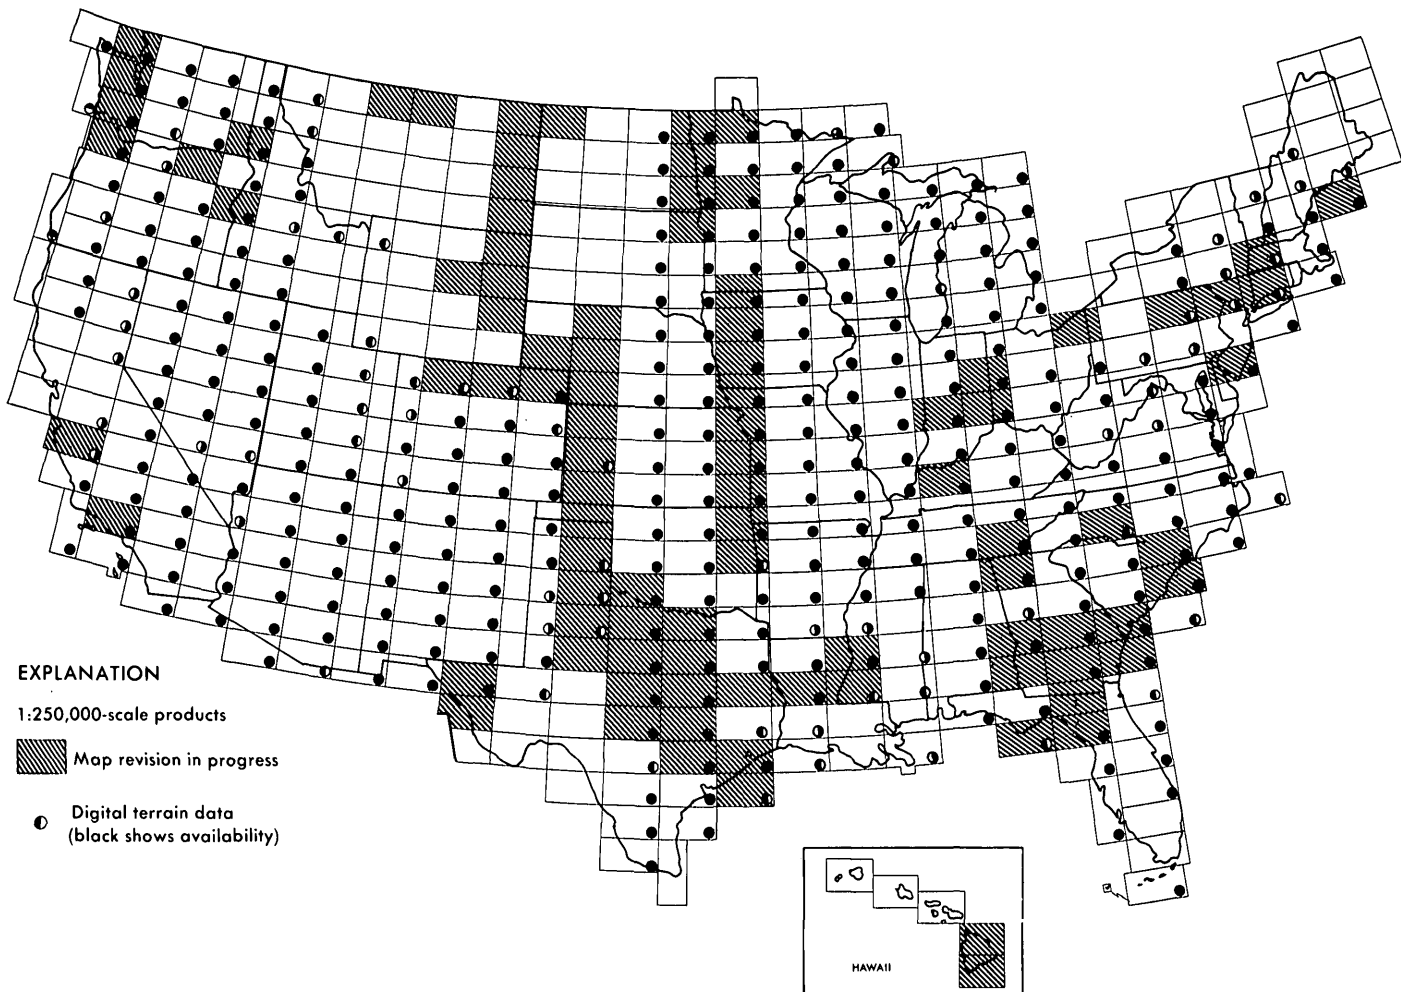 EXPLANATION
1:250,000-scale products
Map revision in progress
Digital terrain data
(black shows availability)
HAWAII